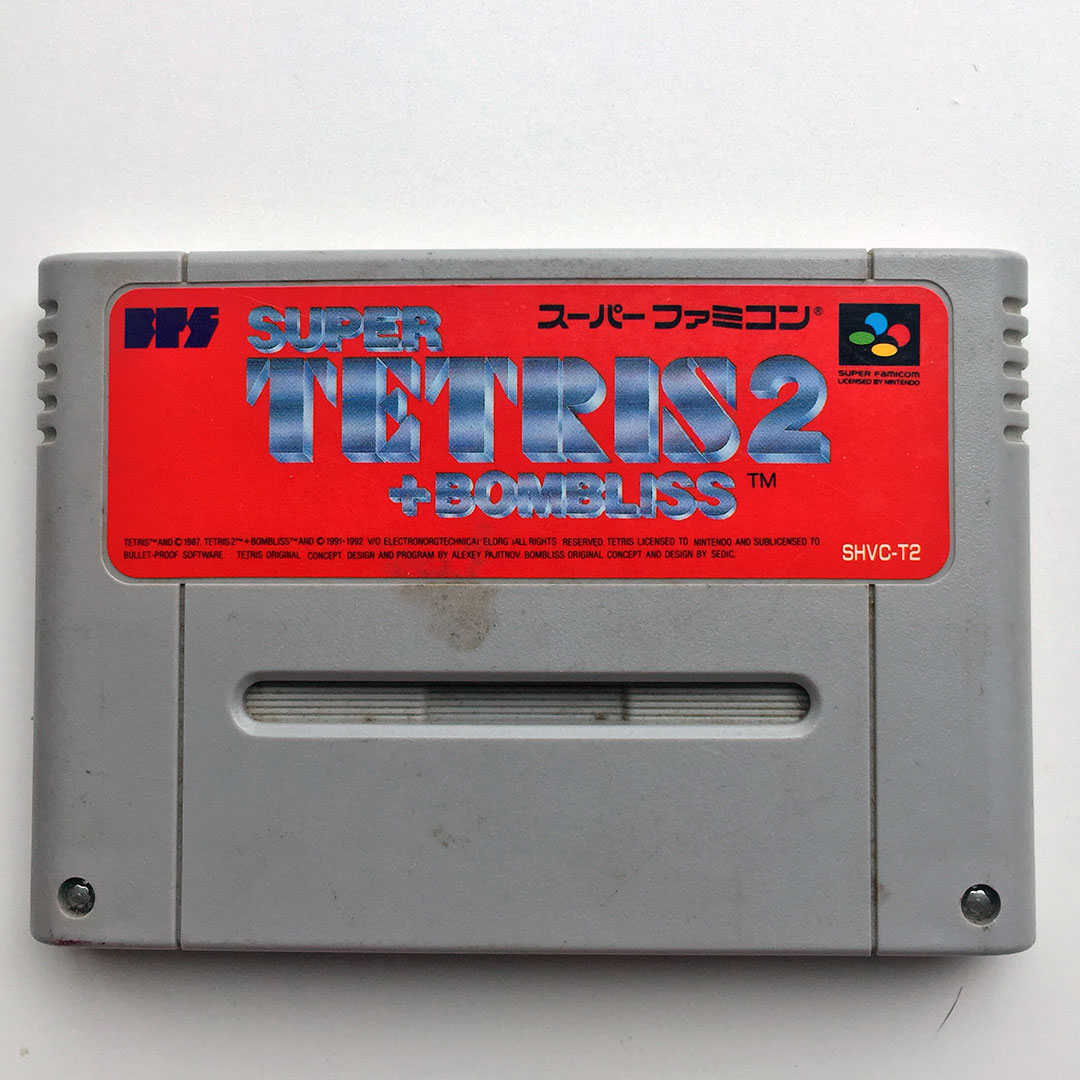 BPS
SUPER
TETRIS 2
+BOMBLISS™
スーパーファミコン®
SUPER FAMICOM
LICENSED BY NINTENDO
TETRIS™ AND © 1987. TETRIS 2™+BOMBLISS™ AND © 1991-1992 V/O ELECTRONORGTECHNICA ("ELORG") ALL RIGHTS RESERVED. TETRIS LICENSED TO NINTENDO AND SUBLICENSED TO
BULLET-PROOF SOFTWARE. TETRIS ORIGINAL CONCEPT, DESIGN AND PROGRAM BY ALEXEY PAJITNOV. BOMBLISS ORIGINAL CONCEPT AND DESIGN BY SEDIC.
SHVC-T2